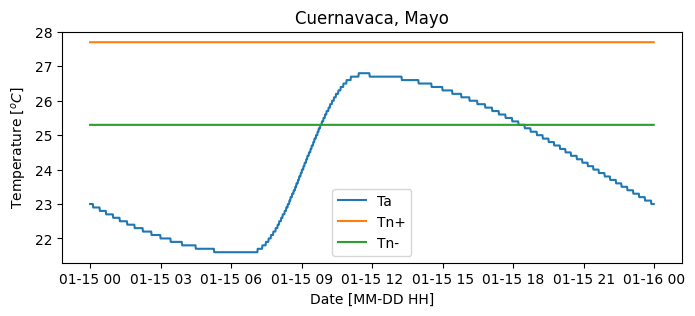 Cuernavaca, Mayo
Temperature [°C]
28
27
26
25
24
23
22
Ta
Tn+
Tn-
01-15 00 01-15 03 01-15 06 01-15 09 01-15 12 01-15 15 01-15 18 01-15 21 01-16 00
Date [MM-DD HH]